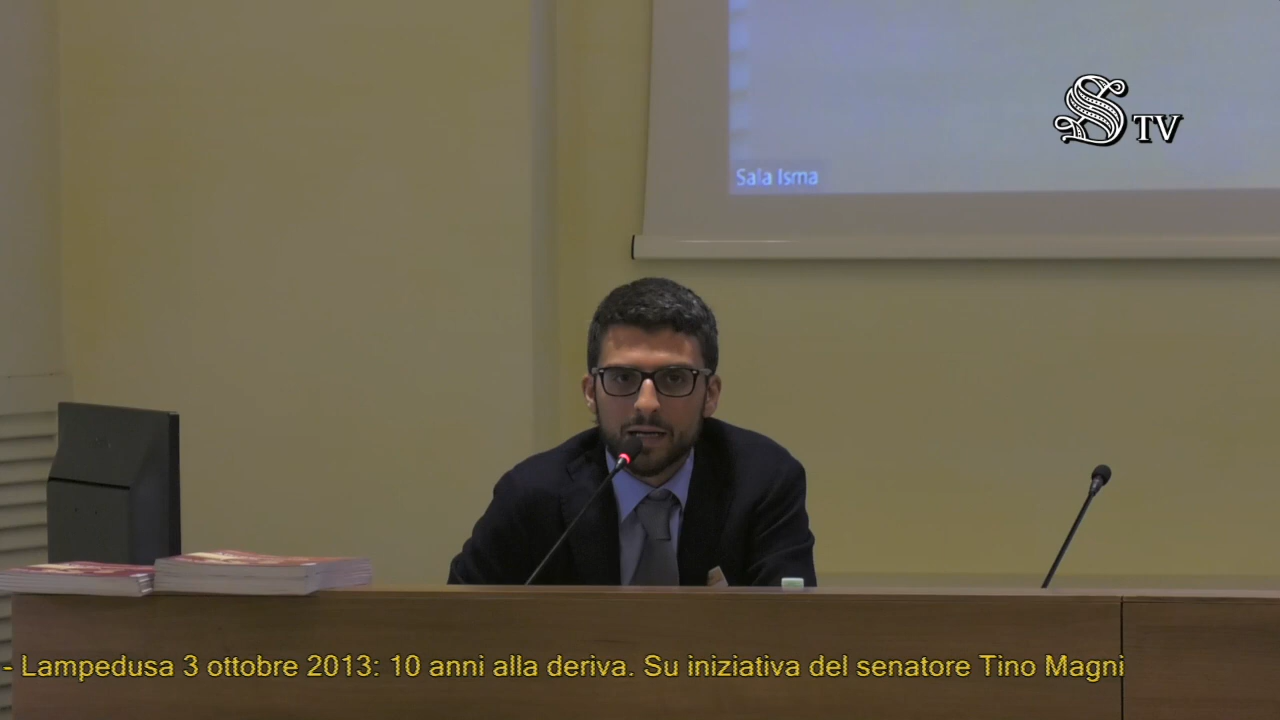 S TV
Sala Isma
- Lampedusa 3 ottobre 2013: 10 anni alla deriva. Su iniziativa del senatore Tino Magni